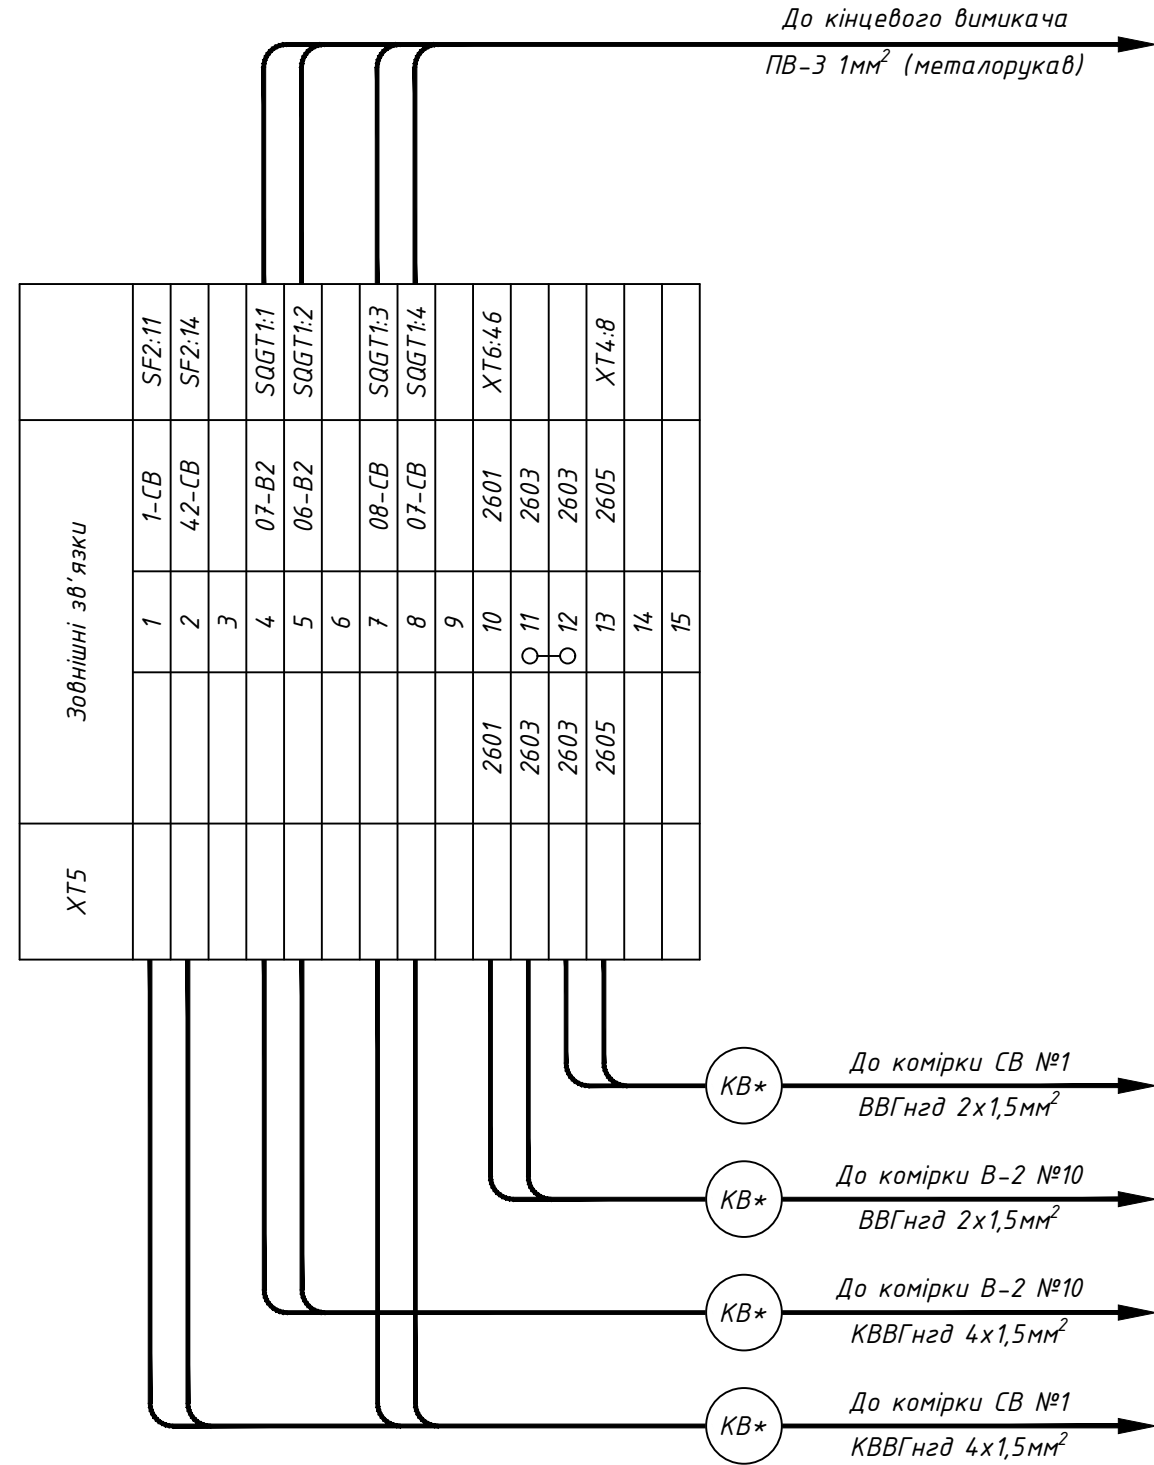 До кінцевого вимикача
ПВ-3 1мм²  (металорукав)
SF2:11
SF2:14
SQGT1:1
SQGT1:2
SQGT1:3
SQGT1:4
XT6:46
XT4:8
Зовнішні зв'язки
1-СВ
42-СВ
07-В2
06-В2
08-СВ
07-СВ
2601
2603
2603
2605
1
2
3
4
5
6
7
8
9
10
11
12
13
14
15
2601
2603
2603
2605
XT5
КВ*
До комірки СВ №1
ВВГнгд 2х1,5мм²
КВ*
До комірки В-2 №10
ВВГнгд 2х1,5мм²
КВ*
До комірки В-2 №10
КВВГнгд 4х1,5мм²
КВ*
До комірки СВ №1
КВВГнгд 4х1,5мм²